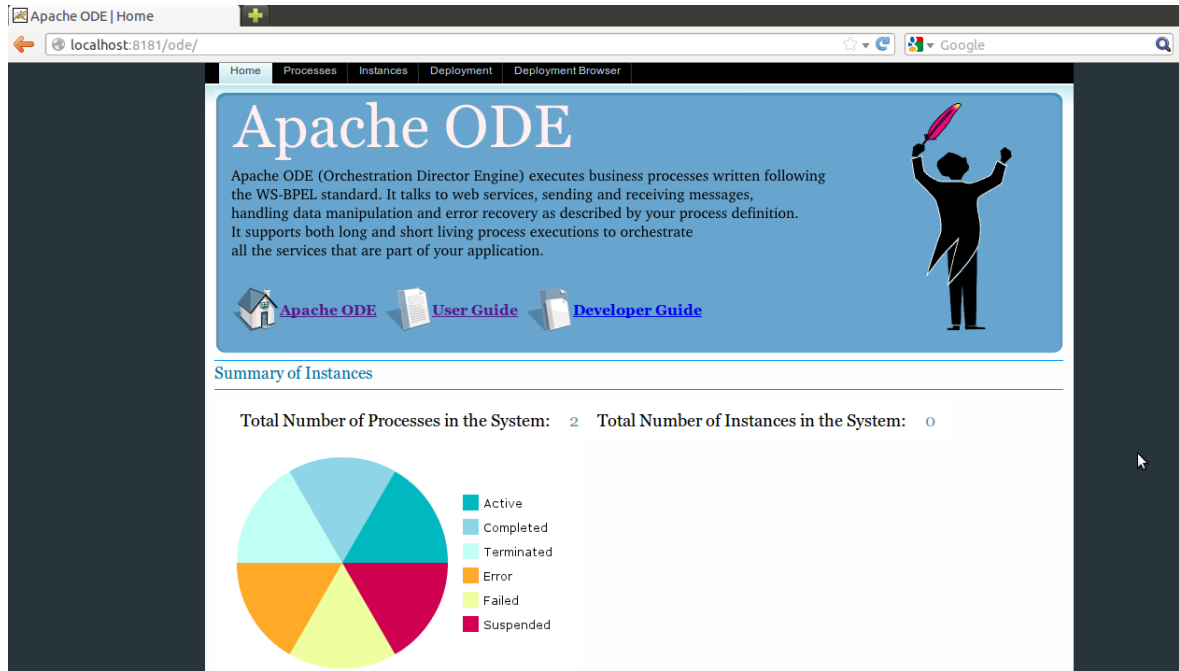 Apache ODE | Home
localhost:8181/ode/
Google
Home Processes Instances Deployment Deployment Browser
Apache ODE
Apache ODE (Orchestration Director Engine) executes business processes written following
the WS-BPEL standard. It talks to web services, sending and receiving messages,
handling data manipulation and error recovery as described by your process definition.
It supports both long and short living process executions to orchestrate
all the services that are part of your application.
Apache ODE User Guide Developer Guide
Summary of Instances
Total Number of Processes in the System: 2 Total Number of Instances in the System: 0
Active
Completed
Terminated
Error
Failed
Suspended